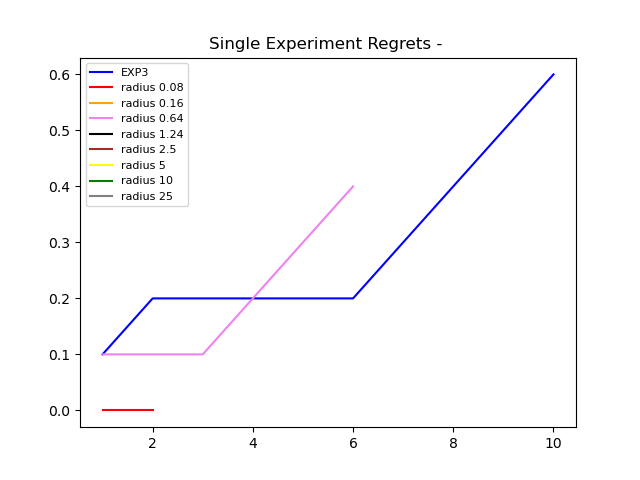 Single Experiment Regrets -
EXP3
radius 0.08
radius 0.16
radius 0.64
radius 1.24
radius 2.5
radius 5
radius 10
radius 25
0.6
0.5
0.4
0.3
0.2
0.1
0.0
2 4 6 8 10